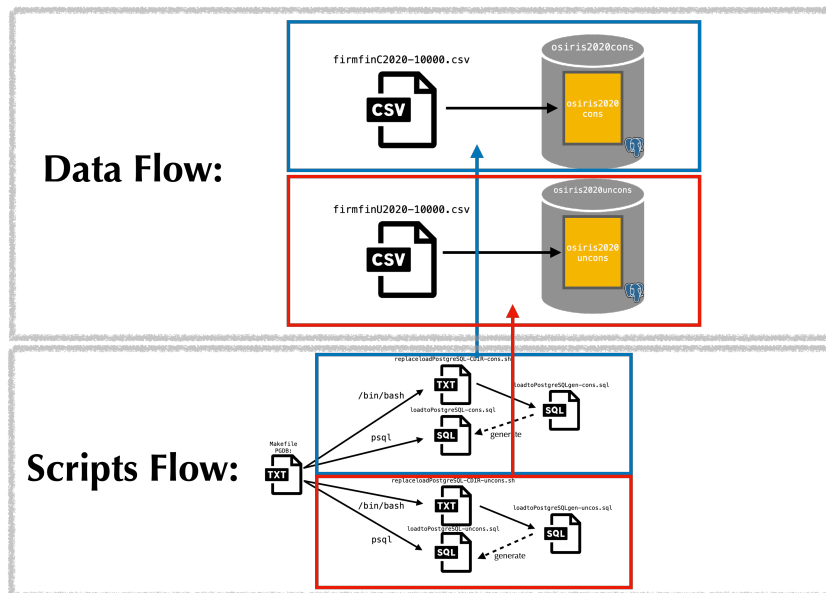 Data Flow:
firmfinC2020-10000.csv
CSV
osiris2020cons
osiris2020
cons
firmfinU2020-10000.csv
CSV
osiris2020uncons
osiris2020
uncons
Scripts Flow:
Makefile
PGDB:
TXT
replaceloadPostgreSQL-CDIR-cons.sh
/bin/bash
TXT
loadtoPostgreSQLgen-cons.sql
SQL
loadtoPostgreSQL-cons.sql
psql
SQL
generate
replaceloadPostgreSQL-CDIR-uncons.sh
/bin/bash
TXT
loadtoPostgreSQLgen-uncos.sql
SQL
loadtoPostgreSQL-uncons.sql
psql
SQL
generate